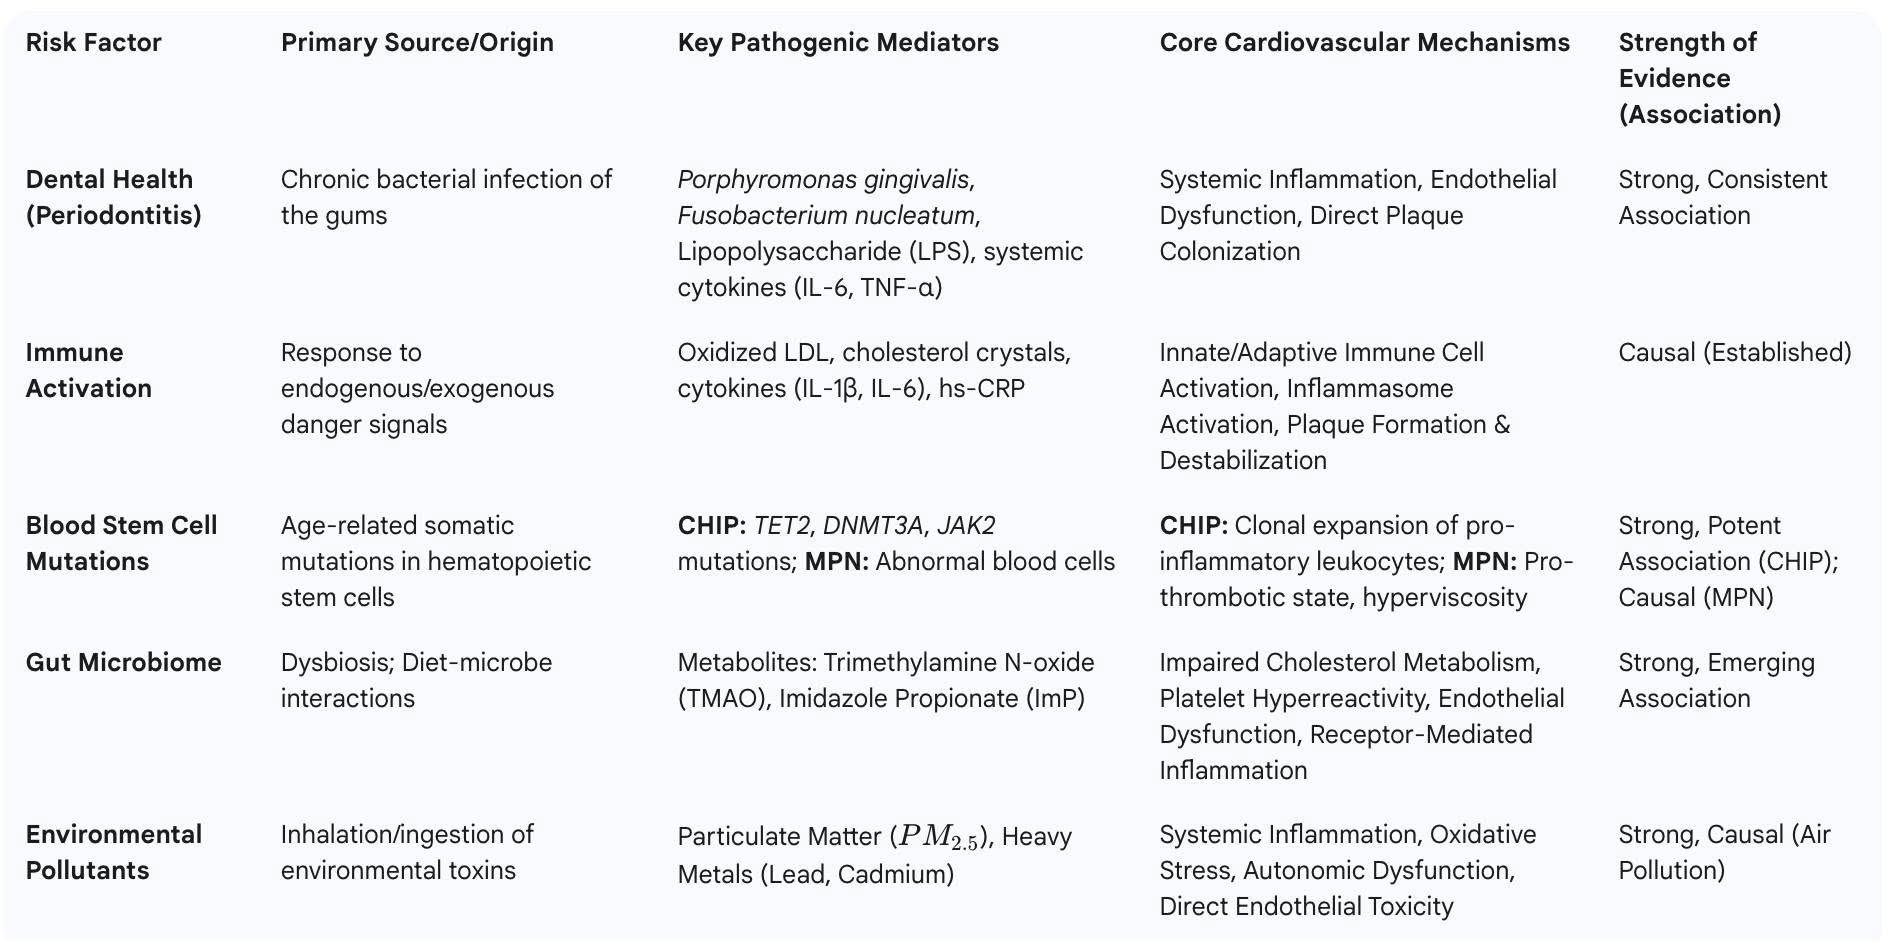 Risk Factor
Primary Source/Origin
Key Pathogenic Mediators
Core Cardiovascular Mechanisms
Strength of
Evidence
(Association)
Dental Health
(Periodontitis)
Chronic bacterial infection of
the gums
Porphyromonas gingivalis,
Fusobacterium nucleatum,
Lipopolysaccharide (LPS), systemic
cytokines (IL-6, TNF-α)
Systemic Inflammation, Endothelial
Dysfunction, Direct Plaque
Colonization
Strong, Consistent
Association
Immune
Activation
Response to
endogenous/exogenous
danger signals
Oxidized LDL, cholesterol crystals,
cytokines (IL-1β, IL-6), hs-CRP
Innate/Adaptive Immune Cell
Activation, Inflammasome
Activation, Plaque Formation &
Destabilization
Causal (Established)
Blood Stem Cell
Mutations
Age-related somatic
mutations in hematopoietic
stem cells
CHIP: TET2, DNMT3A, JAK2
mutations; MPN: Abnormal blood cells
CHIP: Clonal expansion of pro-
inflammatory leukocytes; MPN: Pro-
thrombotic state, hyperviscosity
Strong, Potent
Association (CHIP);
Causal (MPN)
Gut Microbiome
Dysbiosis; Diet-microbe
interactions
Metabolites: Trimethylamine N-oxide
(TMAO), Imidazole Propionate (ImP)
Impaired Cholesterol Metabolism,
Platelet Hyperreactivity, Endothelial
Dysfunction, Receptor-Mediated
Inflammation
Strong, Emerging
Association
Environmental
Pollutants
Inhalation/ingestion of
environmental toxins
Particulate Matter (PM2.5), Heavy
Metals (Lead, Cadmium)
Systemic Inflammation, Oxidative
Stress, Autonomic Dysfunction,
Direct Endothelial Toxicity
Strong, Causal (Air
Pollution)